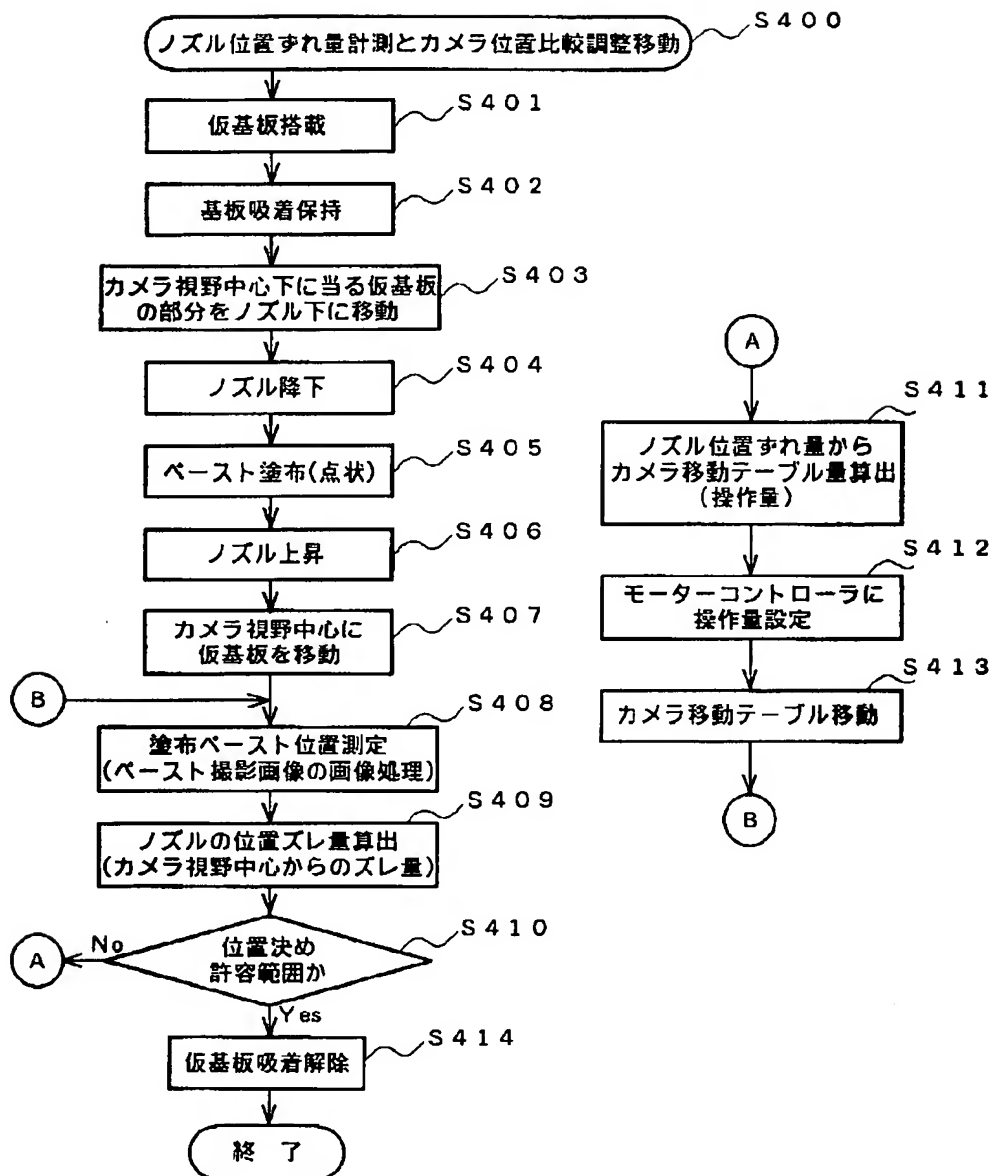 S400
ノズル位置ずれ量計測とカメラ位置比較調整移動
S401
仮基板搭載
S402
基板吸着保持
S403
カメラ視野中心下に当る仮基板
の部分をノズル下に移動
S404
ノズル降下
S405
ペースト塗布(点状)
S406
ノズル上昇
S407
カメラ視野中心に
仮基板を移動
B
S408
塗布ペースト位置測定
(ペースト撮影画像の画像処理)
S409
ノズルの位置ズレ量算出
(カメラ視野中心からのズレ量)
S410
位置決め
許容範囲か
No
A
Yes
S414
仮基板吸着解除
終 了
A
S411
ノズル位置ずれ量から
カメラ移動テーブル量算出
(操作量)
S412
モーターコントローラに
操作量設定
S413
カメラ移動テーブル移動
B